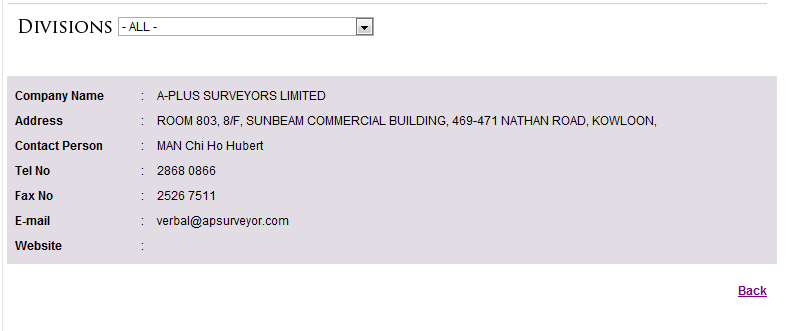 DIVISIONS - ALL -
Company Name : A-PLUS SURVEYORS LIMITED
Address : ROOM 803, 8/F, SUNBEAM COMMERCIAL BUILDING, 469-471 NATHAN ROAD, KOWLOON,
Contact Person : MAN Chi Ho Hubert
Tel No : 2868 0866
Fax No : 2526 7511
E-mail : verbal@apsurveyor.com
Website :
Back